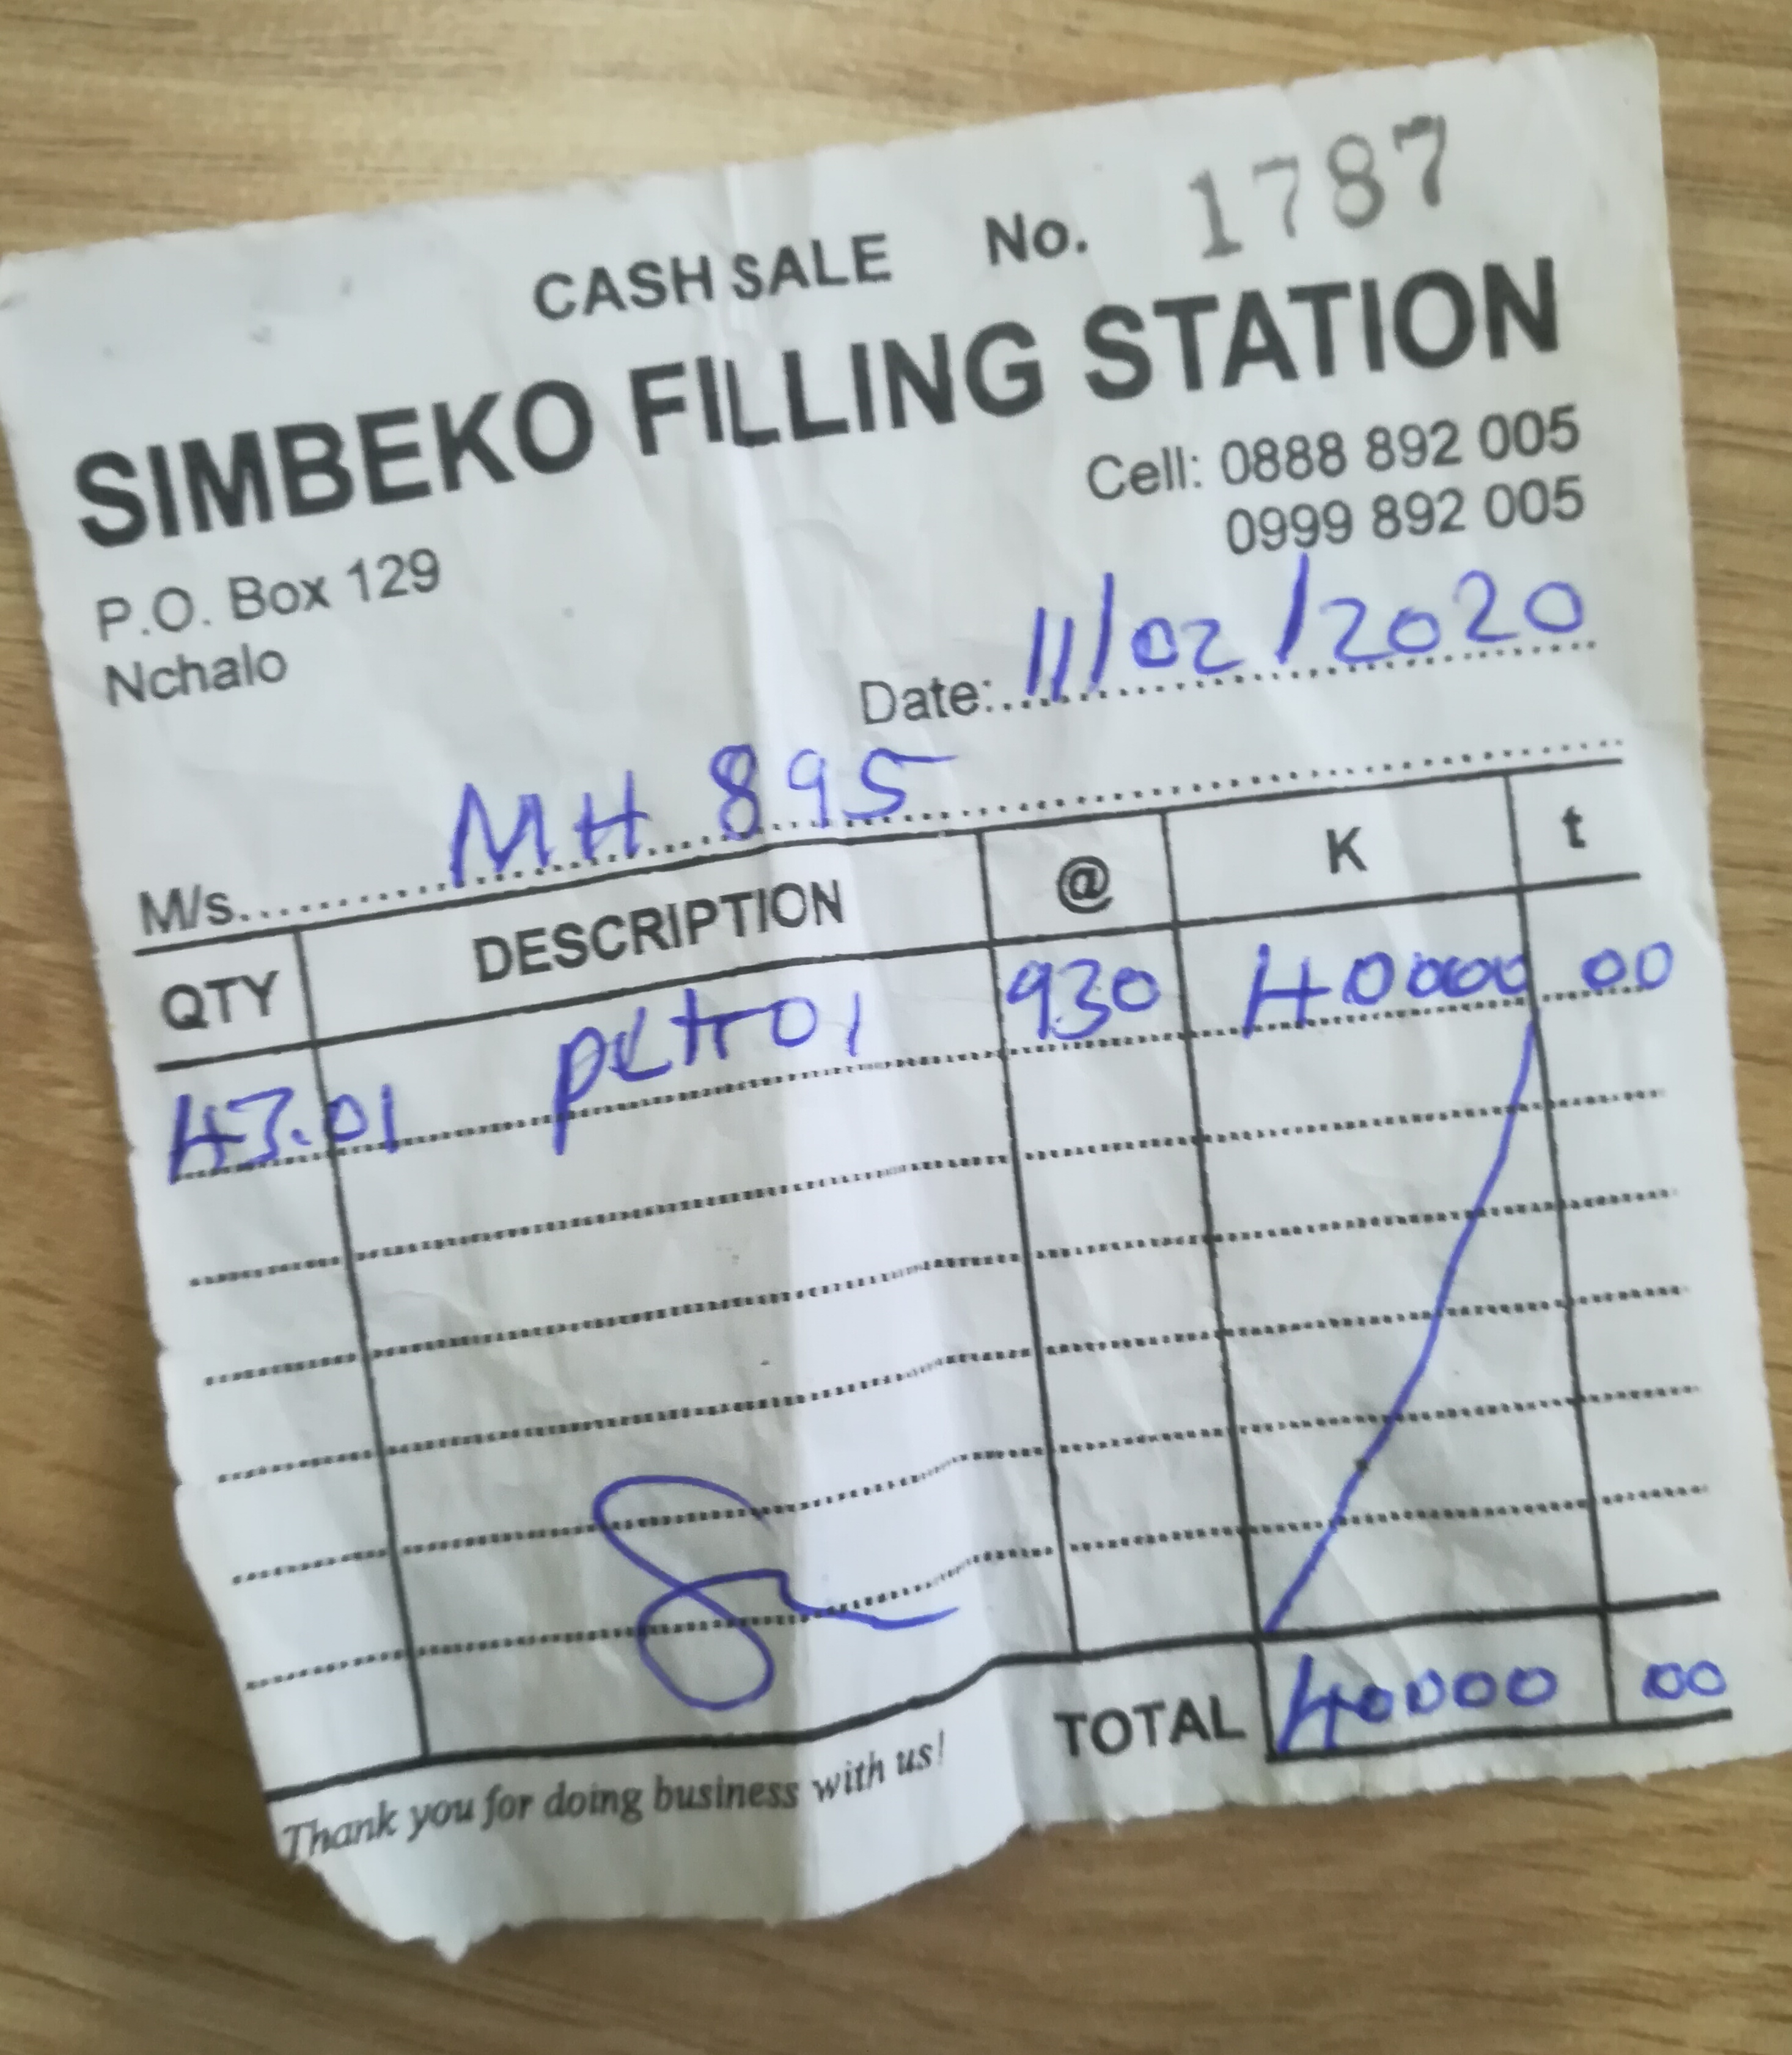 CASH SALE No. 1787
SIMBEKO FILLING STATION
P.O. Box 129
Nchalo
Cell: 0888 892 005
0999 892 005
Date: 11/02/2020
M/s. MH 895
QTY DESCRIPTION @ K t
43.01 petrol 930 40000 00
TOTAL 40000 00
Thank you for doing business with us!